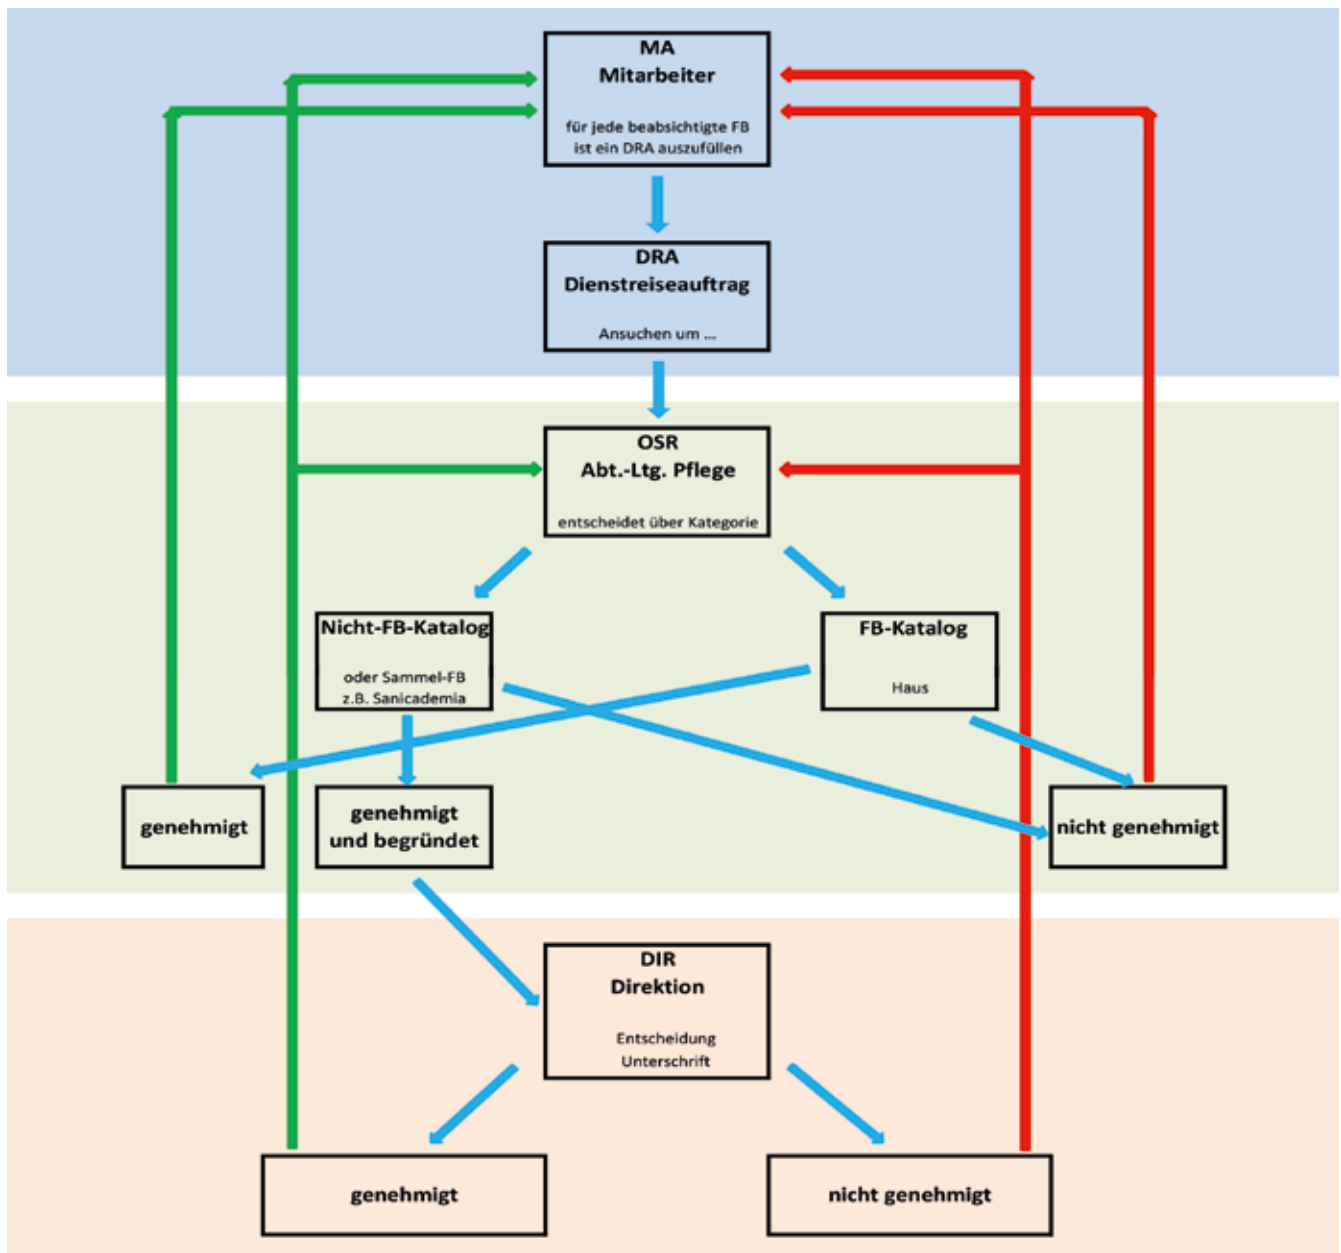 MA
Mitarbeiter
für jede beabsichtigte FB
ist ein DRA auszufüllen
DRA
Dienstreiseauftrag
Ansuchen um ...
OSR
Abt.-Ltg. Pflege
entscheidet über Kategorie
Nicht-FB-Katalog
oder Sammel-FB
z.B. Sanicademia
FB-Katalog
Haus
genehmigt
genehmigt
und begründet
nicht genehmigt
DIR
Direktion
Entscheidung
Unterschrift
genehmigt
nicht genehmigt